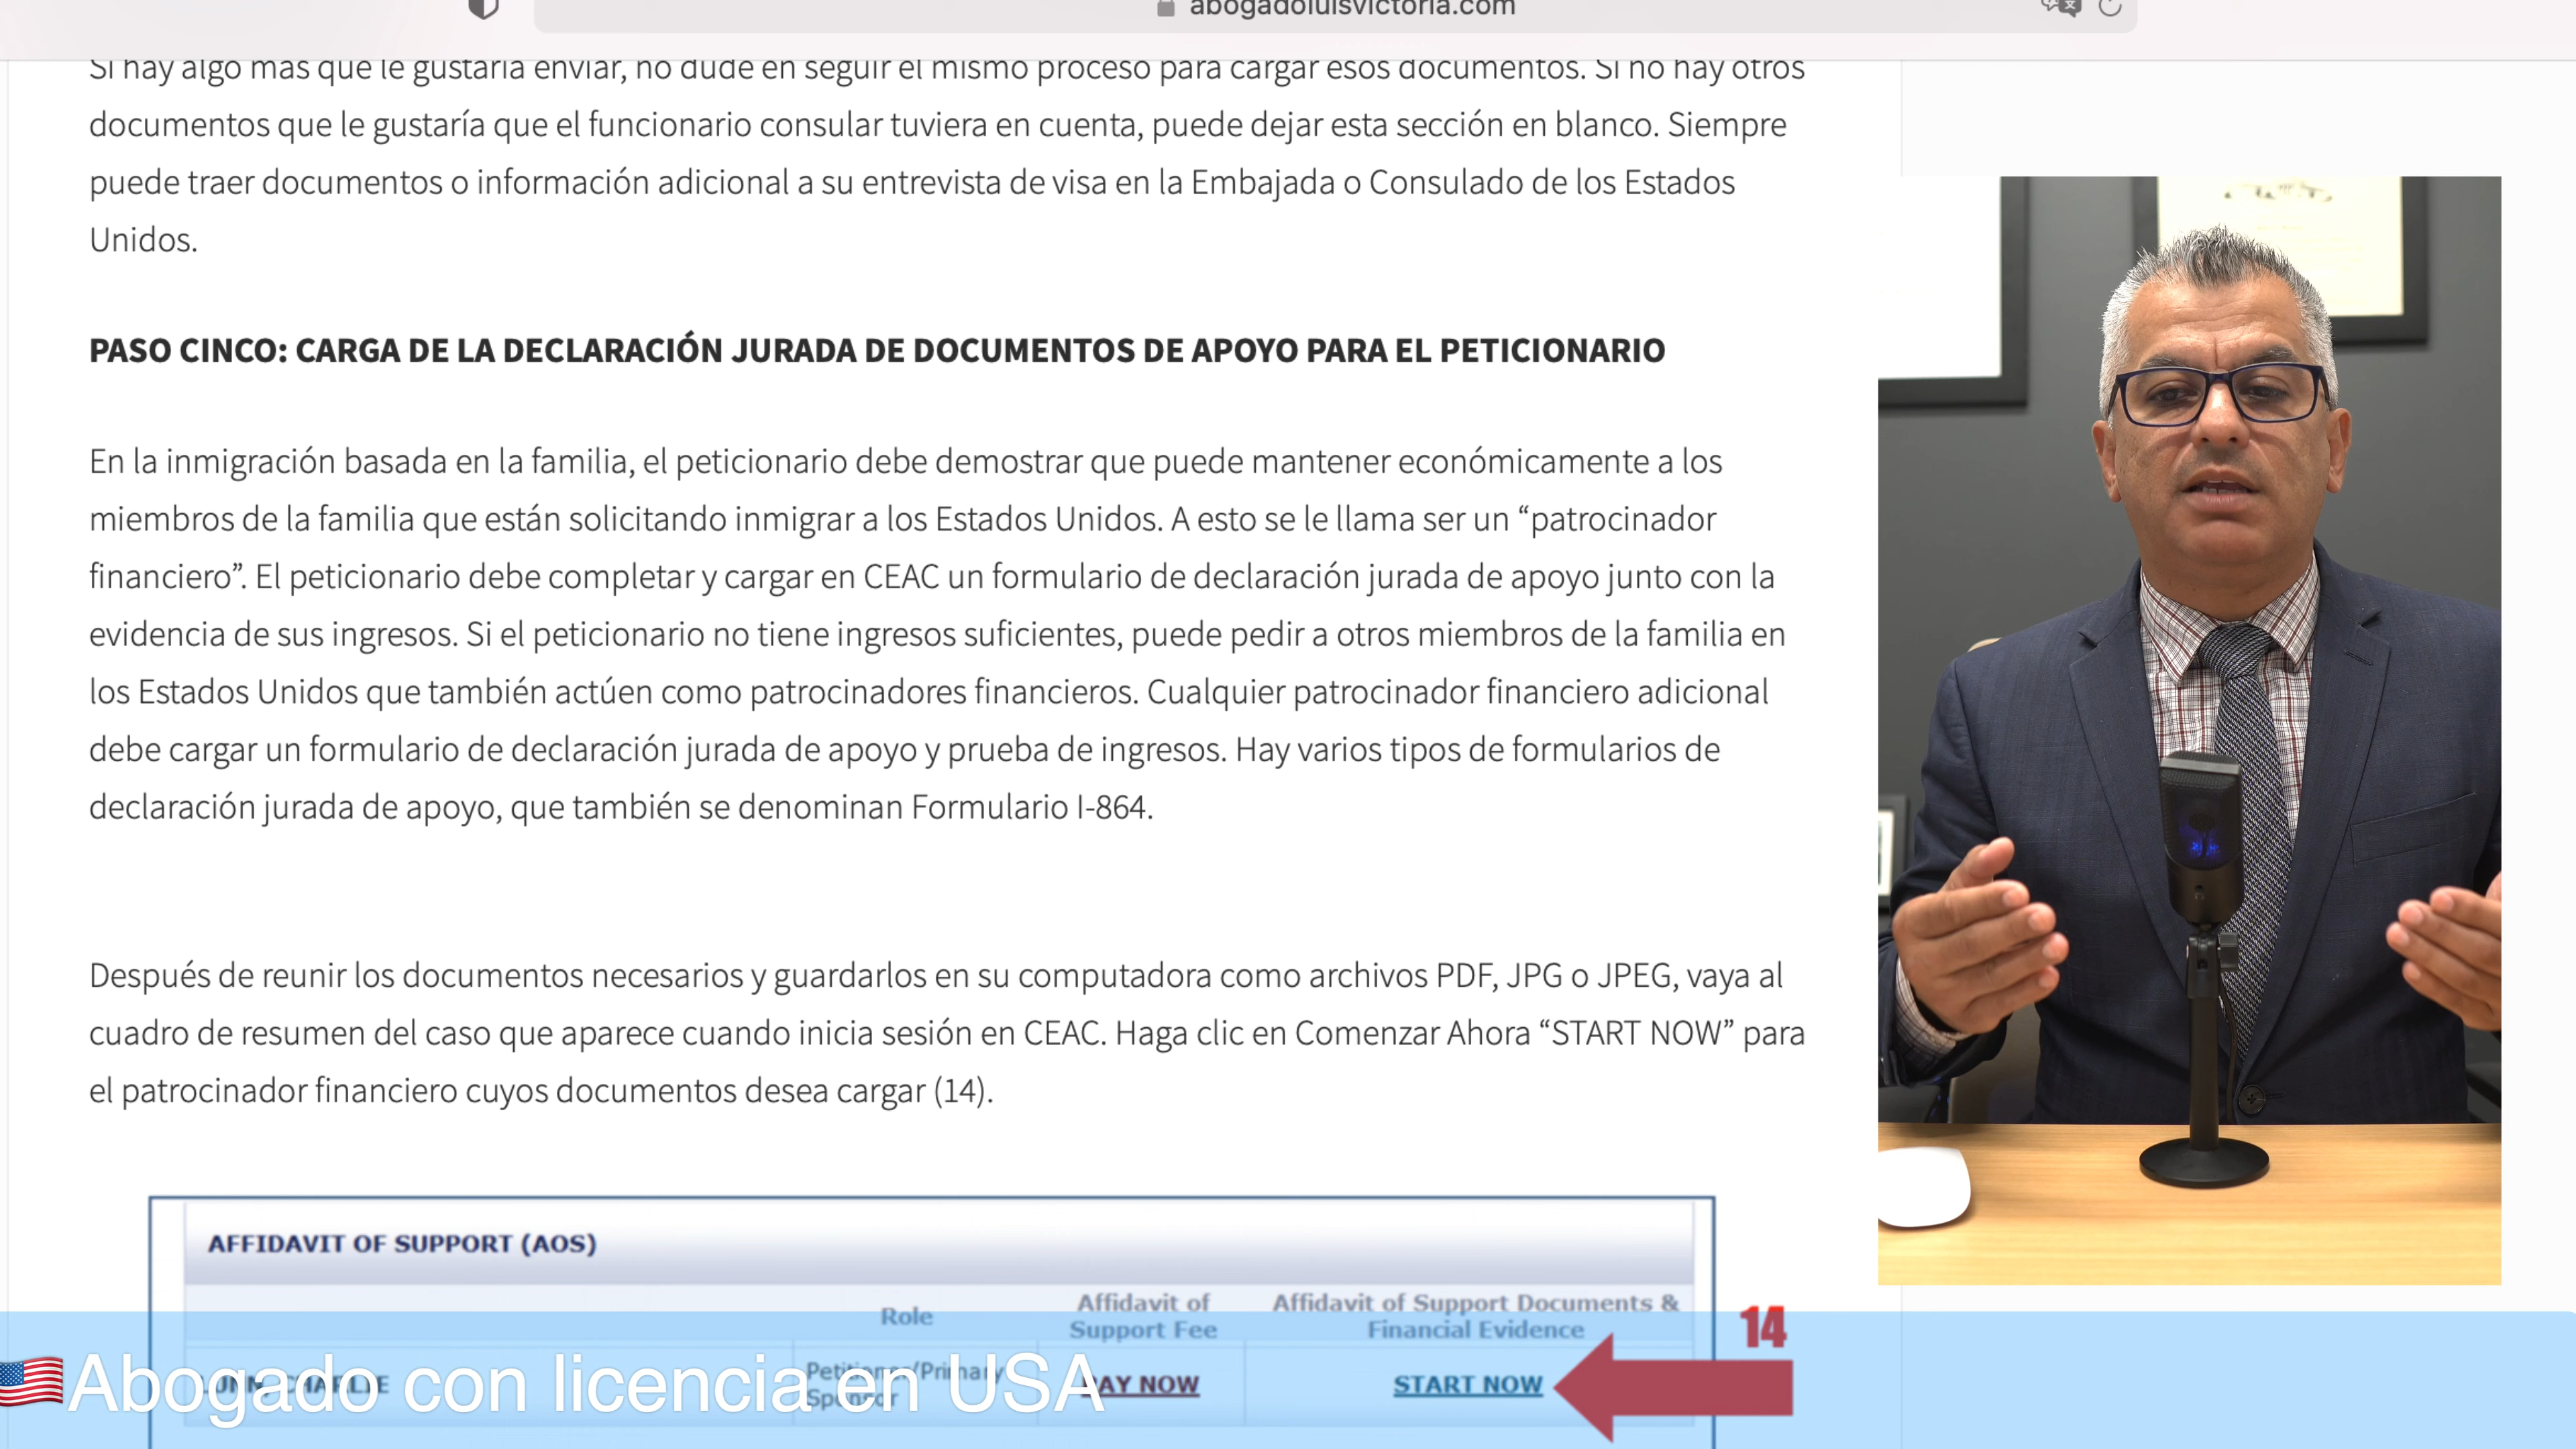 abogadoluisvictoria.com
Si hay algo más que le gustaría enviar, no dude en seguir el mismo proceso para cargar esos documentos. Si no hay otros
documentos que le gustaría que el funcionario consular tuviera en cuenta, puede dejar esta sección en blanco. Siempre
puede traer documentos o información adicional a su entrevista de visa en la Embajada o Consulado de los Estados
Unidos.
PASO CINCO: CARGA DE LA DECLARACIÓN JURADA DE DOCUMENTOS DE APOYO PARA EL PETICIONARIO
En la inmigración basada en la familia, el peticionario debe demostrar que puede mantener económicamente a los
miembros de la familia que están solicitando inmigrar a los Estados Unidos. A esto se le llama ser un “patrocinador
financiero”. El peticionario debe completar y cargar en CEAC un formulario de declaración jurada de apoyo junto con la
evidencia de sus ingresos. Si el peticionario no tiene ingresos suficientes, puede pedir a otros miembros de la familia en
los Estados Unidos que también actúen como patrocinadores financieros. Cualquier patrocinador financiero adicional
debe cargar un formulario de declaración jurada de apoyo y prueba de ingresos. Hay varios tipos de formularios de
declaración jurada de apoyo, que también se denominan Formulario I-864.
Después de reunir los documentos necesarios y guardarlos en su computadora como archivos PDF, JPG o JPEG, vaya al
cuadro de resumen del caso que aparece cuando inicia sesión en CEAC. Haga clic en Comenzar Ahora “START NOW” para
el patrocinador financiero cuyos documentos desea cargar (14).
AFFIDAVIT OF SUPPORT (AOS)
Role
Affidavit of
Support Fee
Affidavit of Support Documents &
Financial Evidence
14
Petitioner/Primary
Sponsor
PAY NOW
START NOW
Abogado con licencia en USA